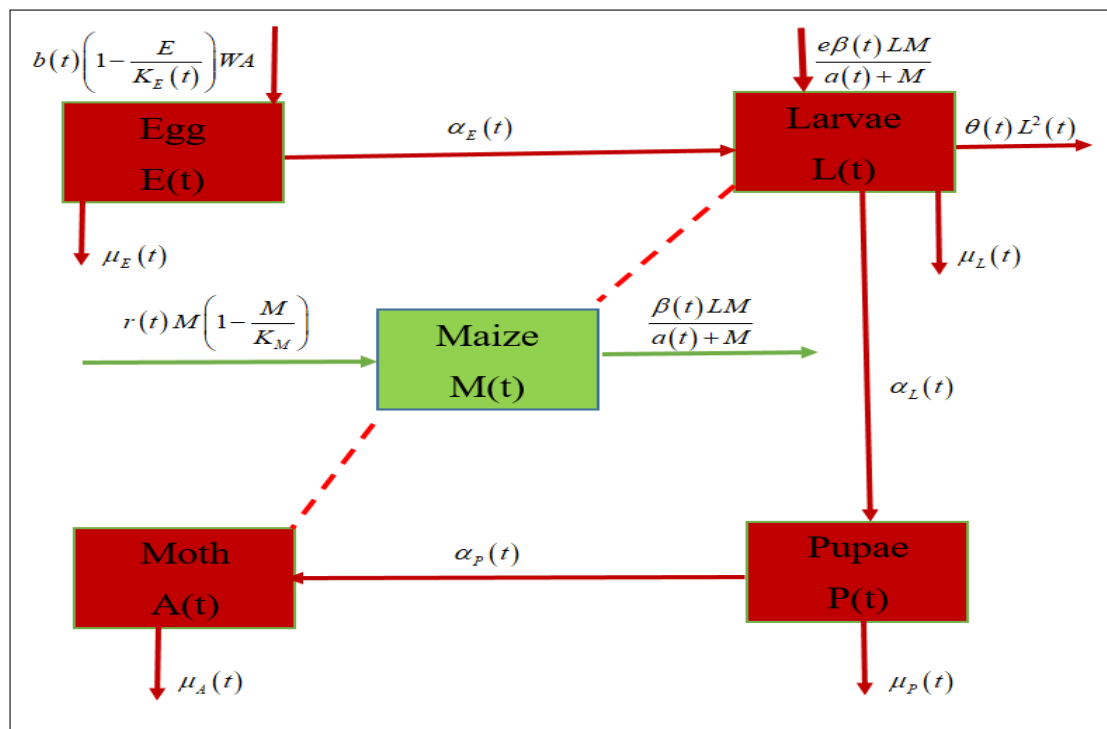 b(t)(1 − E/K_E(t))WA
eβ(t)LM/a(t)+M
Egg
E(t)
α_E(t)
Larvae
L(t)
θ(t)L²(t)
μ_E(t)
μ_L(t)
r(t)M(1 − M/K_M)
Maize
M(t)
β(t)LM/a(t)+M
α_L(t)
Moth
A(t)
α_P(t)
Pupae
P(t)
μ_A(t)
μ_P(t)